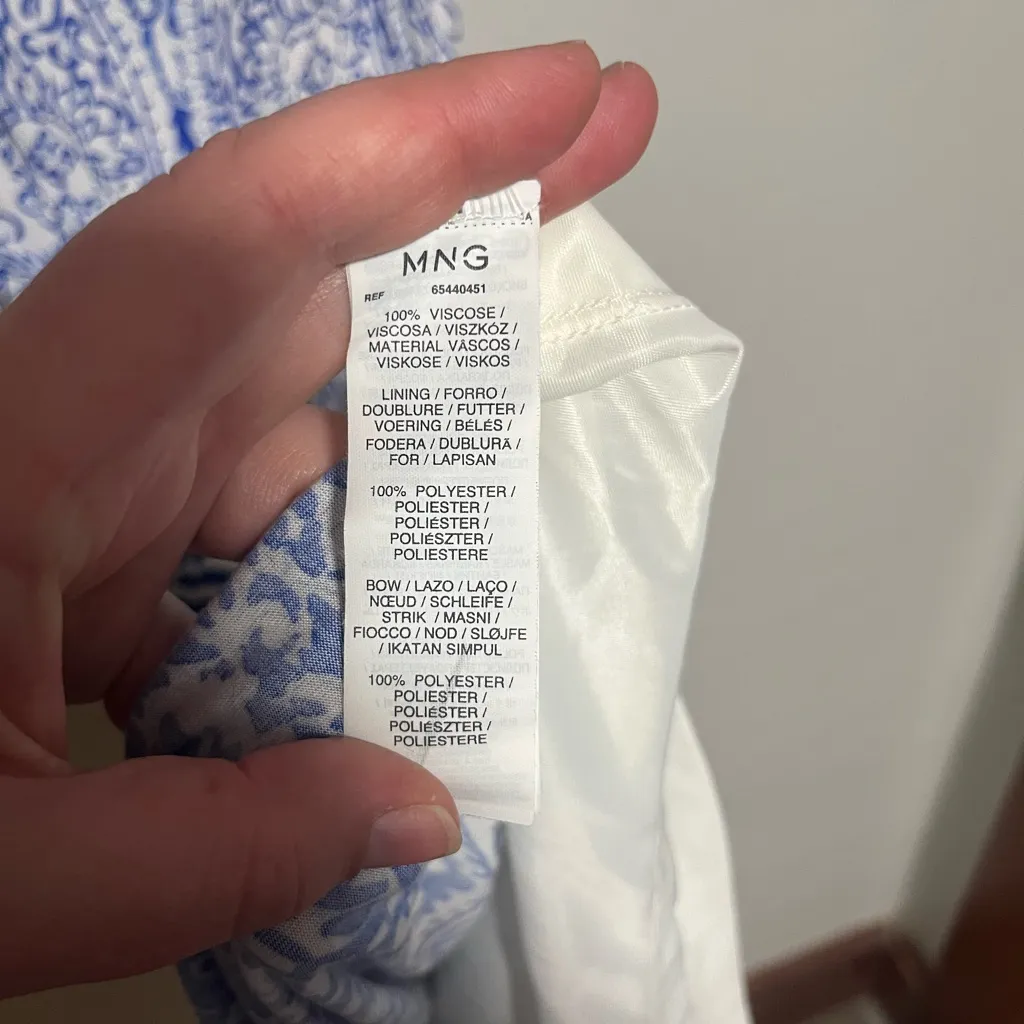 MNG
REF 65440451
100% VISCOSE /
VISCOSA / VISZKÓZ /
MATERIAL VÂSCOS /
VISKOSE / VISKOS
LINING / FORRO /
DOUBLURE / FUTTER /
VOERING / BÉLÉS /
FODERA / DUBLURĂ /
FOR / LAPISAN
100% POLYESTER /
POLIESTER /
POLIÉSTER /
POLIÉSZTER /
POLIESTERE
BOW / LAZO / LAÇO /
NŒUD / SCHLEIFE /
STRIK / MASNI /
FIOCCO / NOD / SLØJFE
/ IKATAN SIMPUL
100% POLYESTER /
POLIESTER /
POLIÉSTER /
POLIÉSZTER /
POLIESTERE